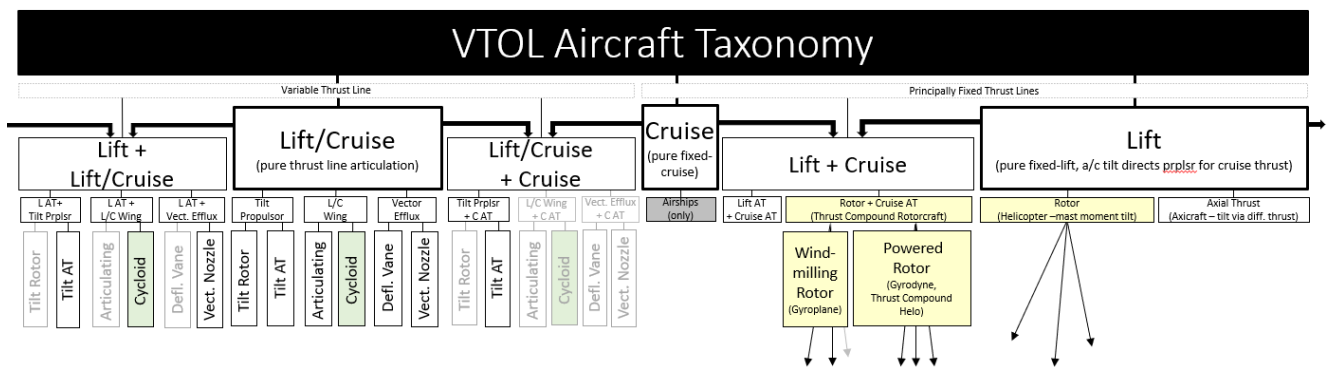 VTOL Aircraft Taxonomy
Variable Thrust Line
Principally Fixed Thrust Lines
Lift +
Lift/Cruise
Lift/Cruise
(pure thrust line articulation)
Lift/Cruise
+ Cruise
Cruise
(pure fixed-
cruise)
Lift + Cruise
Lift
(pure fixed-lift, a/c tilt directs prplsr for cruise thrust)
L AT+
Tilt Prplsr
L AT +
L/C Wing
L AT +
Vect. Efflux
Tilt
Propulsor
L/C
Wing
Vector
Efflux
Tilt Prplsr
+ C AT
L/C Wing
+ C AT
Vect. Efflux
+ C AT
Airships
(only)
Lift AT
+ Cruise AT
Rotor + Cruise AT
(Thrust Compound Rotorcraft)
Rotor
(Helicopter –mast moment tilt)
Axial Thrust
(Axicraft – tilt via diff. thrust)
Tilt Rotor
Tilt AT
Articulating
Cycloid
Defl. Vane
Vect. Nozzle
Tilt Rotor
Tilt AT
Articulating
Cycloid
Defl. Vane
Vect. Nozzle
Tilt Rotor
Tilt AT
Articulating
Cycloid
Defl. Vane
Vect. Nozzle
Wind-
milling
Rotor
(Gyroplane)
Powered
Rotor
(Gyrodyne,
Thrust Compound
Helo)